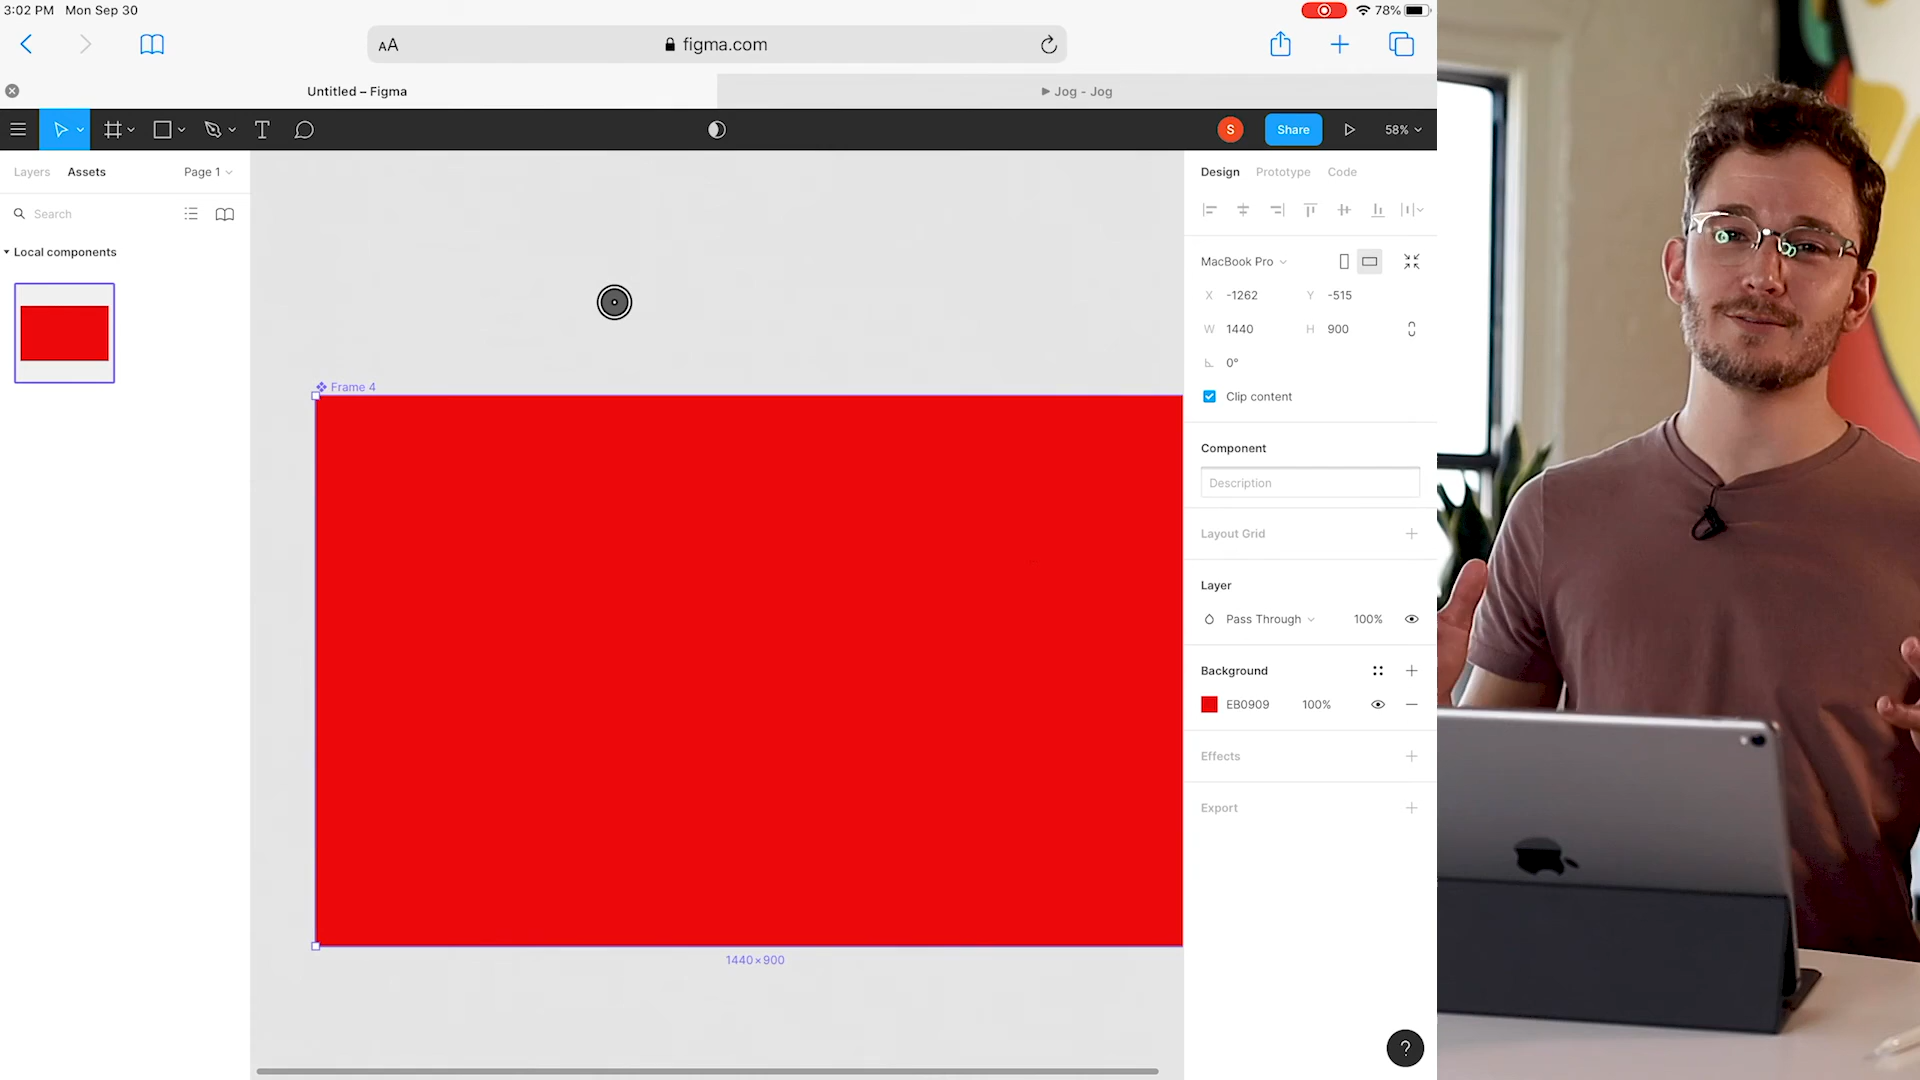 3:02 PM Mon Sep 30
78%
AA
figma.com
Untitled – Figma
Jog - Jog
T
S
Share
58%
Layers
Assets
Page 1
Search
Local components
Frame 4
1440×900
Design
Prototype
Code
MacBook Pro
X -1262
Y -515
W 1440
H 900
0°
Clip content
Component
Description
Layout Grid
Layer
Pass Through
100%
Background
EB0909
100%
Effects
Export
?